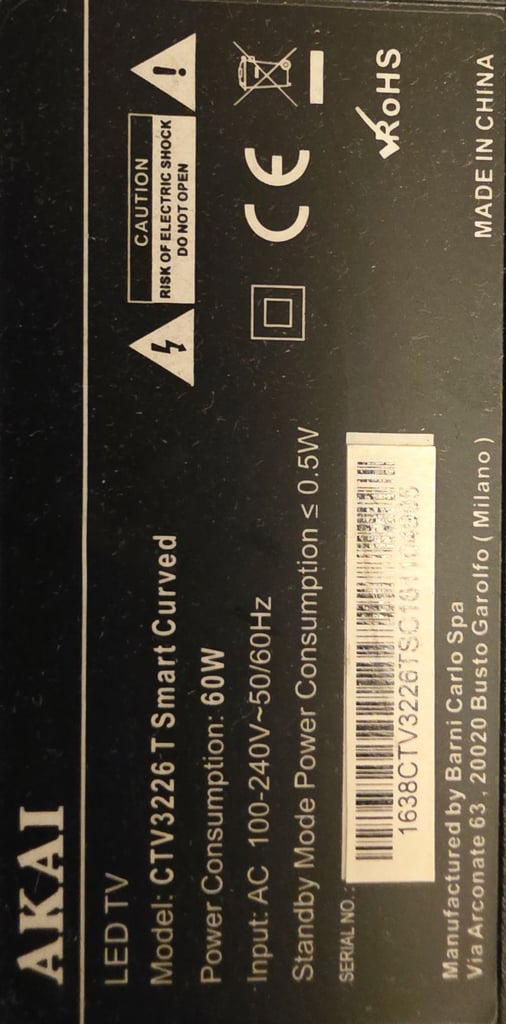 AKAI
LED TV
Model: CTV3226 T Smart Curved
Power Consumption: 60W
Input: AC 100-240V~50/60Hz
Standby Mode Power Consumption ≤ 0.5W
SERIAL NO.:
Manufactured by Barni Carlo Spa
Via Arconate 63 , 20020 Busto Garolfo ( Milano )
CAUTION
RISK OF ELECTRIC SHOCK
DO NOT OPEN
CE
RoHS
MADE IN CHINA